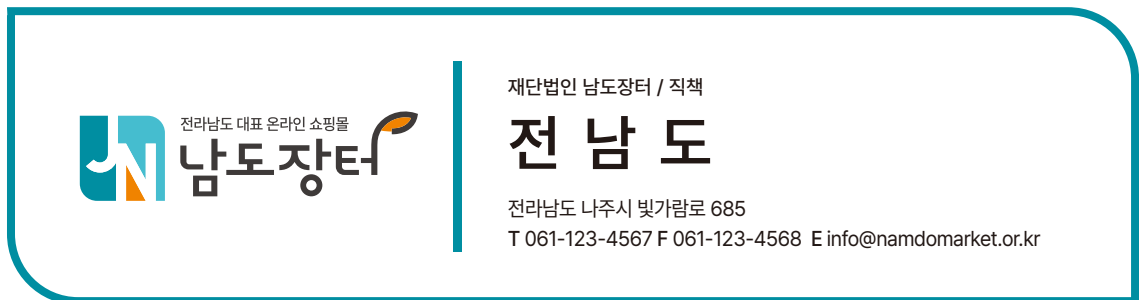 JN
전라남도 대표 온라인 쇼핑몰
남도장터
재단법인 남도장터 / 직책
전 남 도
전라남도 나주시 빛가람로 685
T 061-123-4567 F 061-123-4568 E info@namdomarket.or.kr